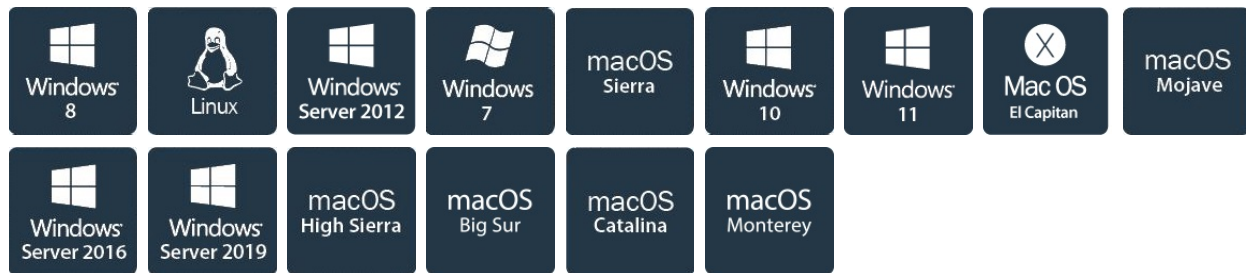 Windows
8
Linux
Windows
Server 2012
Windows
7
macOS
Sierra
Windows
10
Windows
11
X
Mac OS
El Capitan
macOS
Mojave
Windows
Server 2016
Windows
Server 2019
macOS
High Sierra
macOS
Big Sur
macOS
Catalina
macOS
Monterey